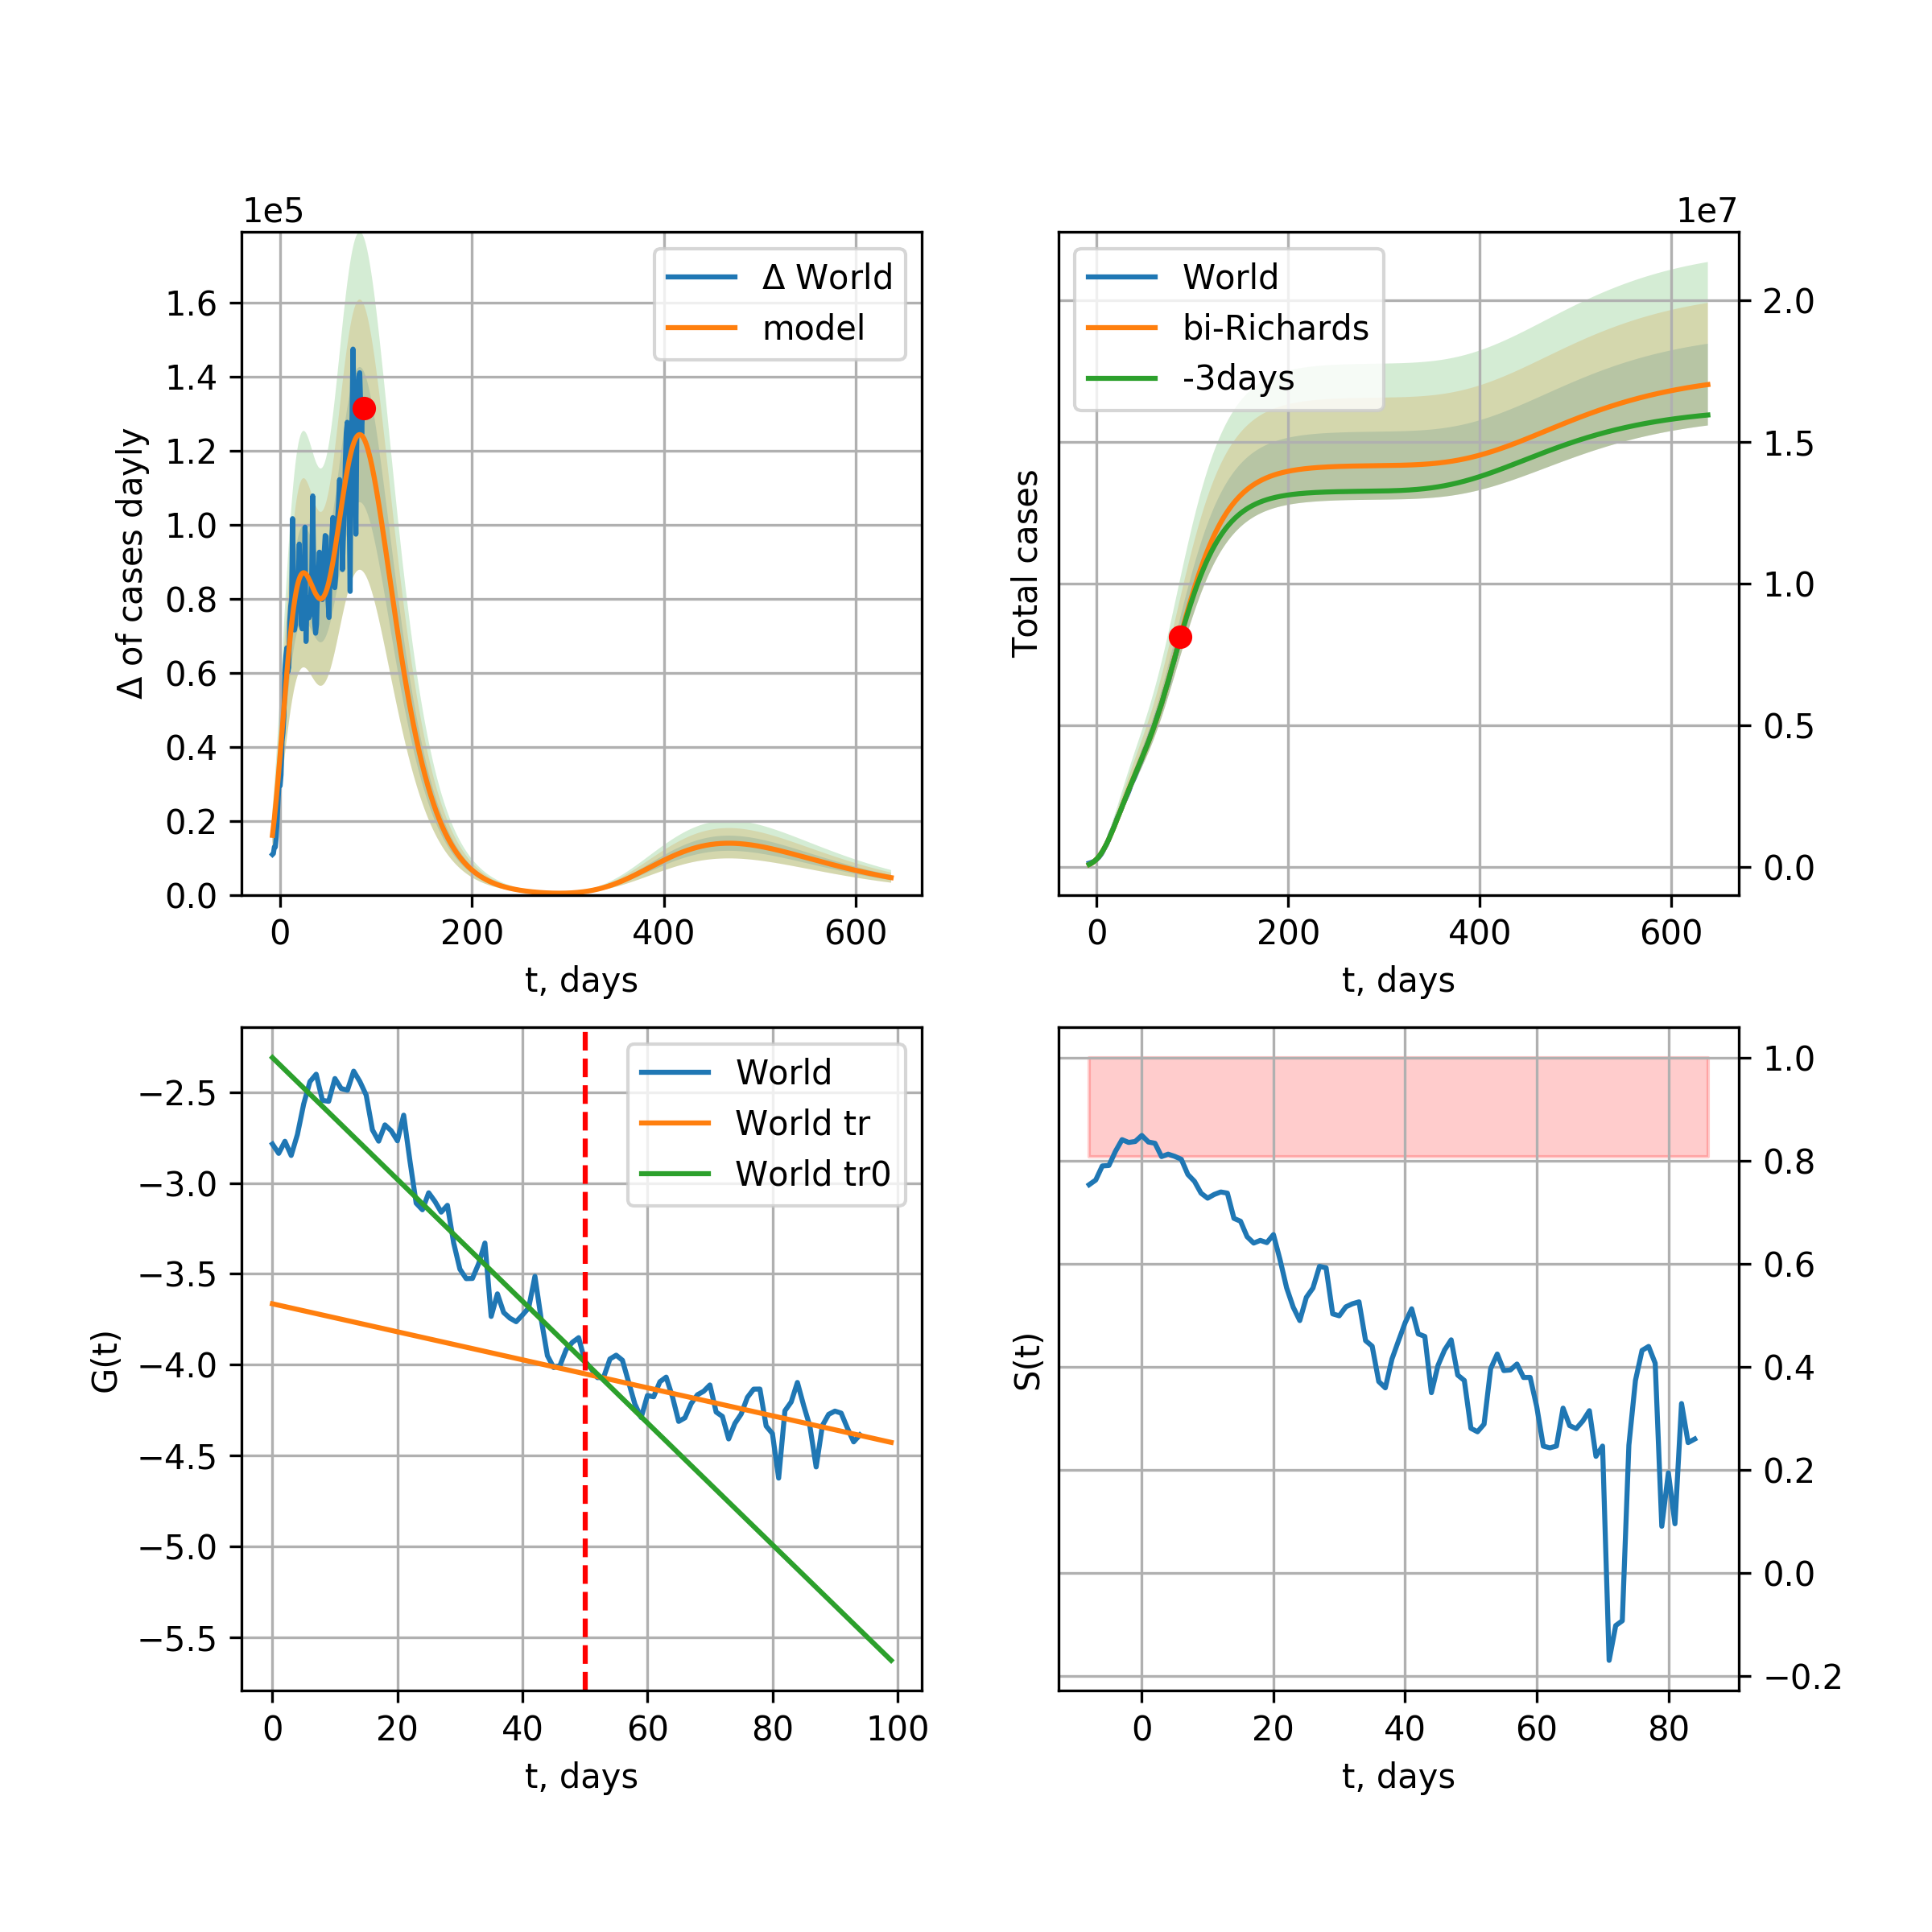 1e5
Δ of cases dayly
1.6
1.4
1.2
1.0
0.8
0.6
0.4
0.2
0.0
Δ World
model
0
200
400
600
t, days
1e7
Total cases
World
bi-Richards
-3days
2.0
1.5
1.0
0.5
0.0
0
200
400
600
t, days
G(t)
−2.5
−3.0
−3.5
−4.0
−4.5
−5.0
−5.5
World
World tr
World tr0
0
20
40
60
80
100
t, days
S(t)
1.0
0.8
0.6
0.4
0.2
0.0
−0.2
0
20
40
60
80
t, days